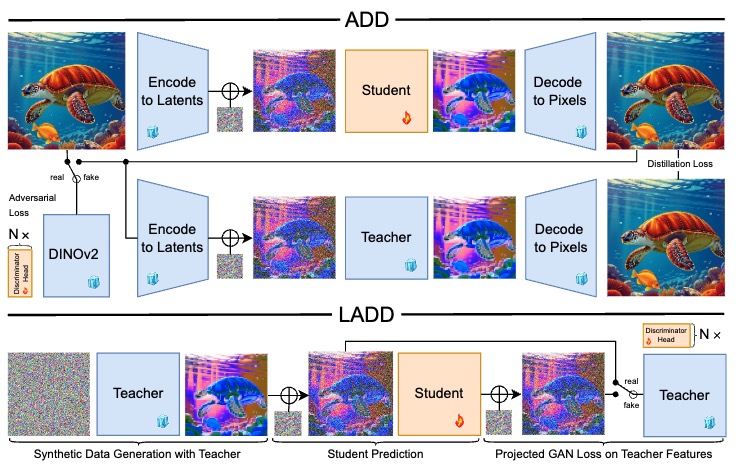 ADD
Encode
to Latents
Student
Decode
to Pixels
real
fake
Distillation Loss
Adversarial
Loss
N ×
Discriminator
Head
DINOv2
Encode
to Latents
Teacher
Decode
to Pixels
LADD
Discriminator
Head
N ×
Teacher
Student
real
fake
Teacher
Synthetic Data Generation with Teacher
Student Prediction
Projected GAN Loss on Teacher Features